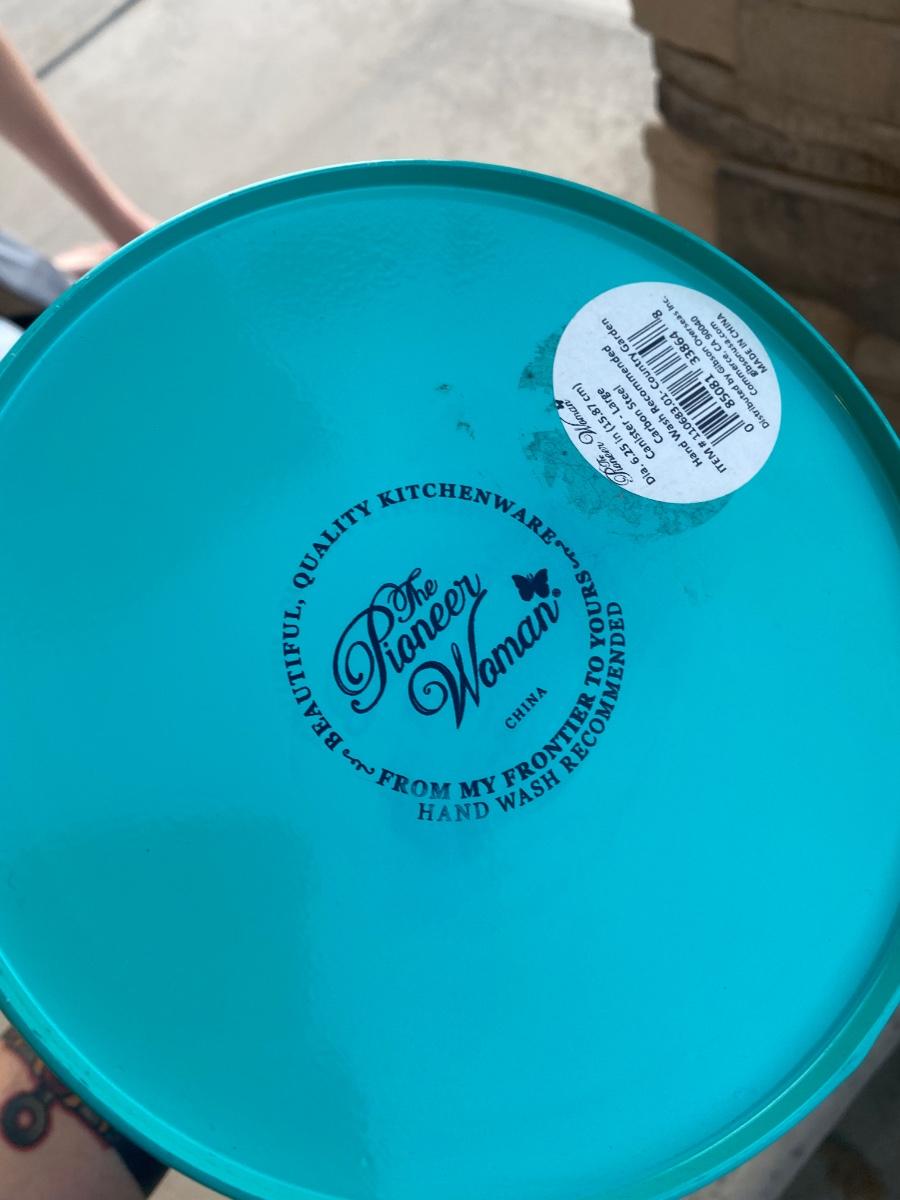 BEAUTIFUL, QUALITY KITCHENWARE
FROM MY FRONTIER TO YOURS
HAND WASH RECOMMENDED
The
Pioneer
Woman®
CHINA
The
Pioneer Woman
Dia. 6.25 in (15.87 cm)
Canister - Large
Carbon Steel
Hand Wash Recommended
ITEM # 110683.01- Country Garden
0 85081 33864 8
Distributed by Gibson Overseas Inc.
Commerce, CA 90040
gibsonusa.com
MADE IN CHINA